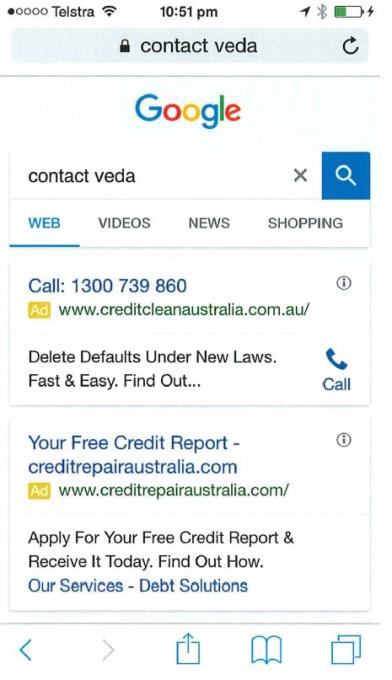 Telstra 10:51 pm
contact veda
Google
contact veda
WEB VIDEOS NEWS SHOPPING
Call: 1300 739 860
Ad www.creditcleanaustralia.com.au/
Delete Defaults Under New Laws.
Fast & Easy. Find Out...
Call
Your Free Credit Report -
creditrepairaustralia.com
Ad www.creditrepairaustralia.com/
Apply For Your Free Credit Report &
Receive It Today. Find Out How.
Our Services - Debt Solutions